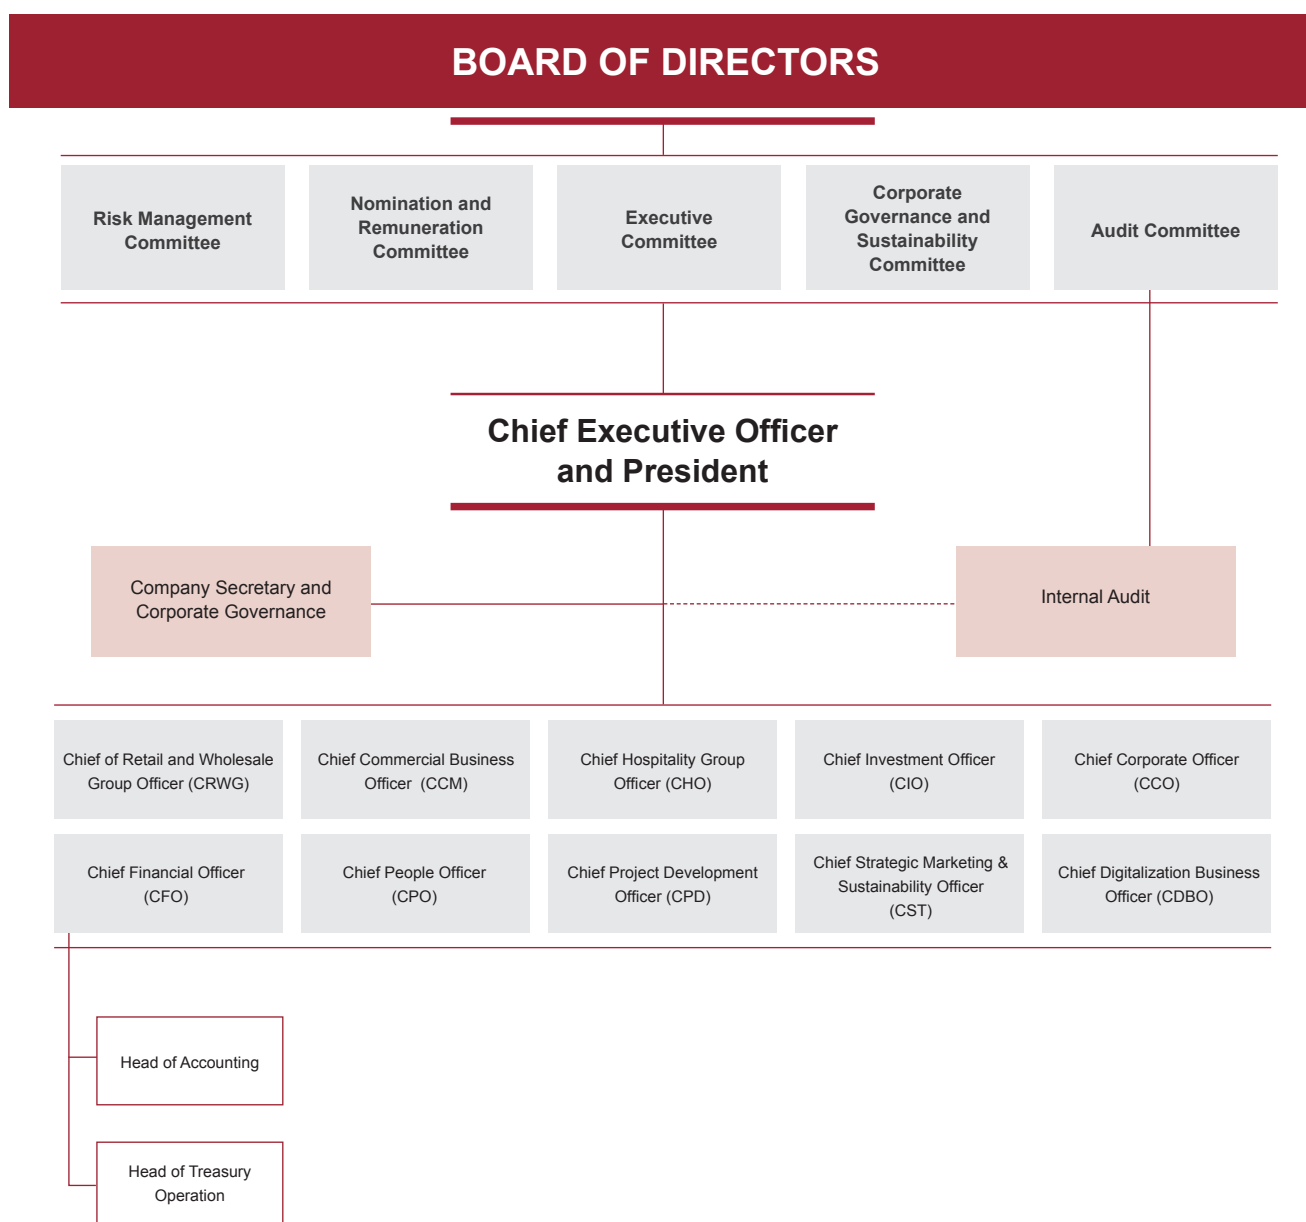 BOARD OF DIRECTORS
Risk Management
Committee
Nomination and
Remuneration
Committee
Executive
Committee
Corporate
Governance and
Sustainability
Committee
Audit Committee
Chief Executive Officer
and President
Company Secretary and
Corporate Governance
Internal Audit
Chief of Retail and Wholesale
Group Officer (CRWG)
Chief Commercial Business
Officer (CCM)
Chief Hospitality Group
Officer (CHO)
Chief Investment Officer
(CIO)
Chief Corporate Officer
(CCO)
Chief Financial Officer
(CFO)
Chief People Officer
(CPO)
Chief Project Development
Officer (CPD)
Chief Strategic Marketing &
Sustainability Officer
(CST)
Chief Digitalization Business
Officer (CDBO)
Head of Accounting
Head of Treasury
Operation